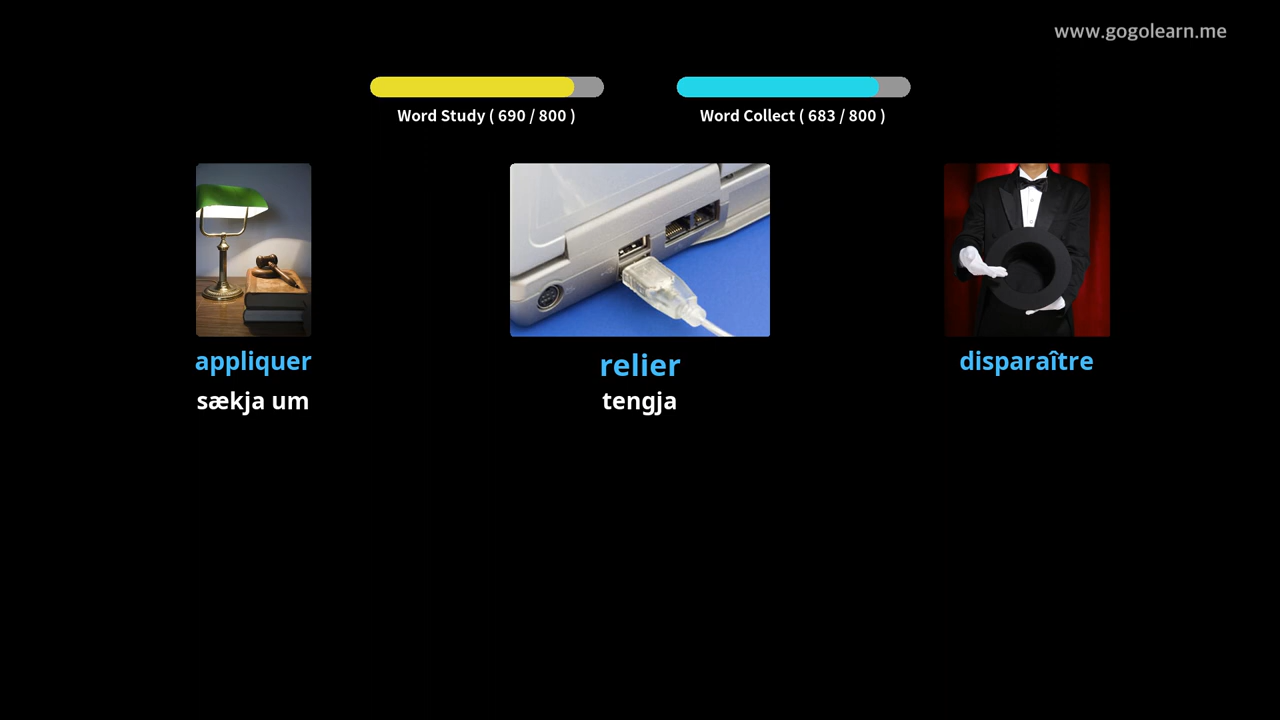 www.gogolearn.me
Word Study ( 690 / 800 )
Word Collect ( 683 / 800 )
appliquer
relier
disparaître
sækja um
tengja